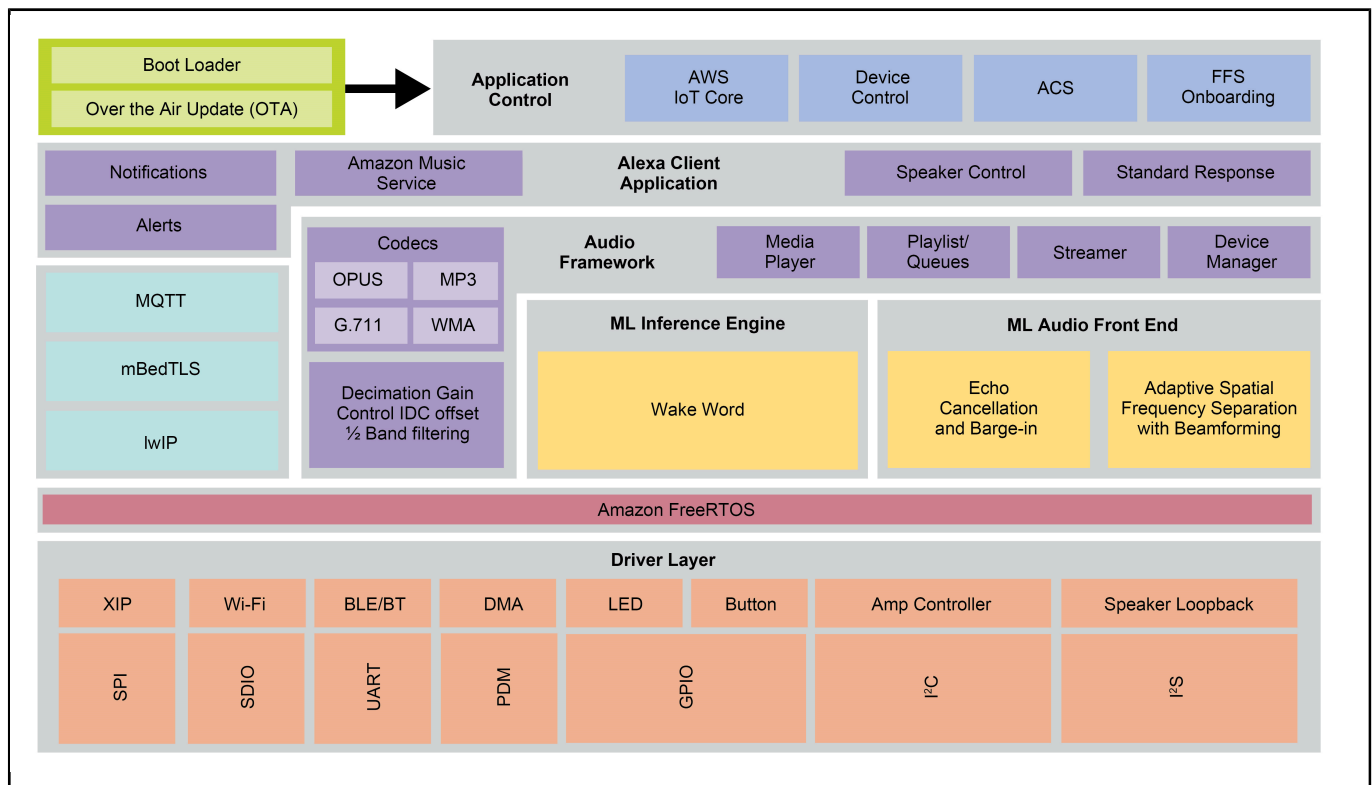 Boot Loader
Over the Air Update (OTA)
Application
Control
AWS
IoT Core
Device
Control
ACS
FFS
Onboarding
Notifications
Amazon Music
Service
Alexa Client
Application
Speaker Control
Standard Response
Alerts
Codecs
OPUS
MP3
G.711
WMA
Audio
Framework
Media
Player
Playlist/
Queues
Streamer
Device
Manager
MQTT
mBedTLS
lwIP
Decimation Gain
Control IDC offset
½ Band filtering
ML Inference Engine
Wake Word
ML Audio Front End
Echo
Cancellation
and Barge-in
Adaptive Spatial
Frequency Separation
with Beamforming
Amazon FreeRTOS
Driver Layer
XIP
Wi-Fi
BLE/BT
DMA
LED
Button
Amp Controller
Speaker Loopback
SPI
SDIO
UART
PDM
GPIO
I²C
I²S